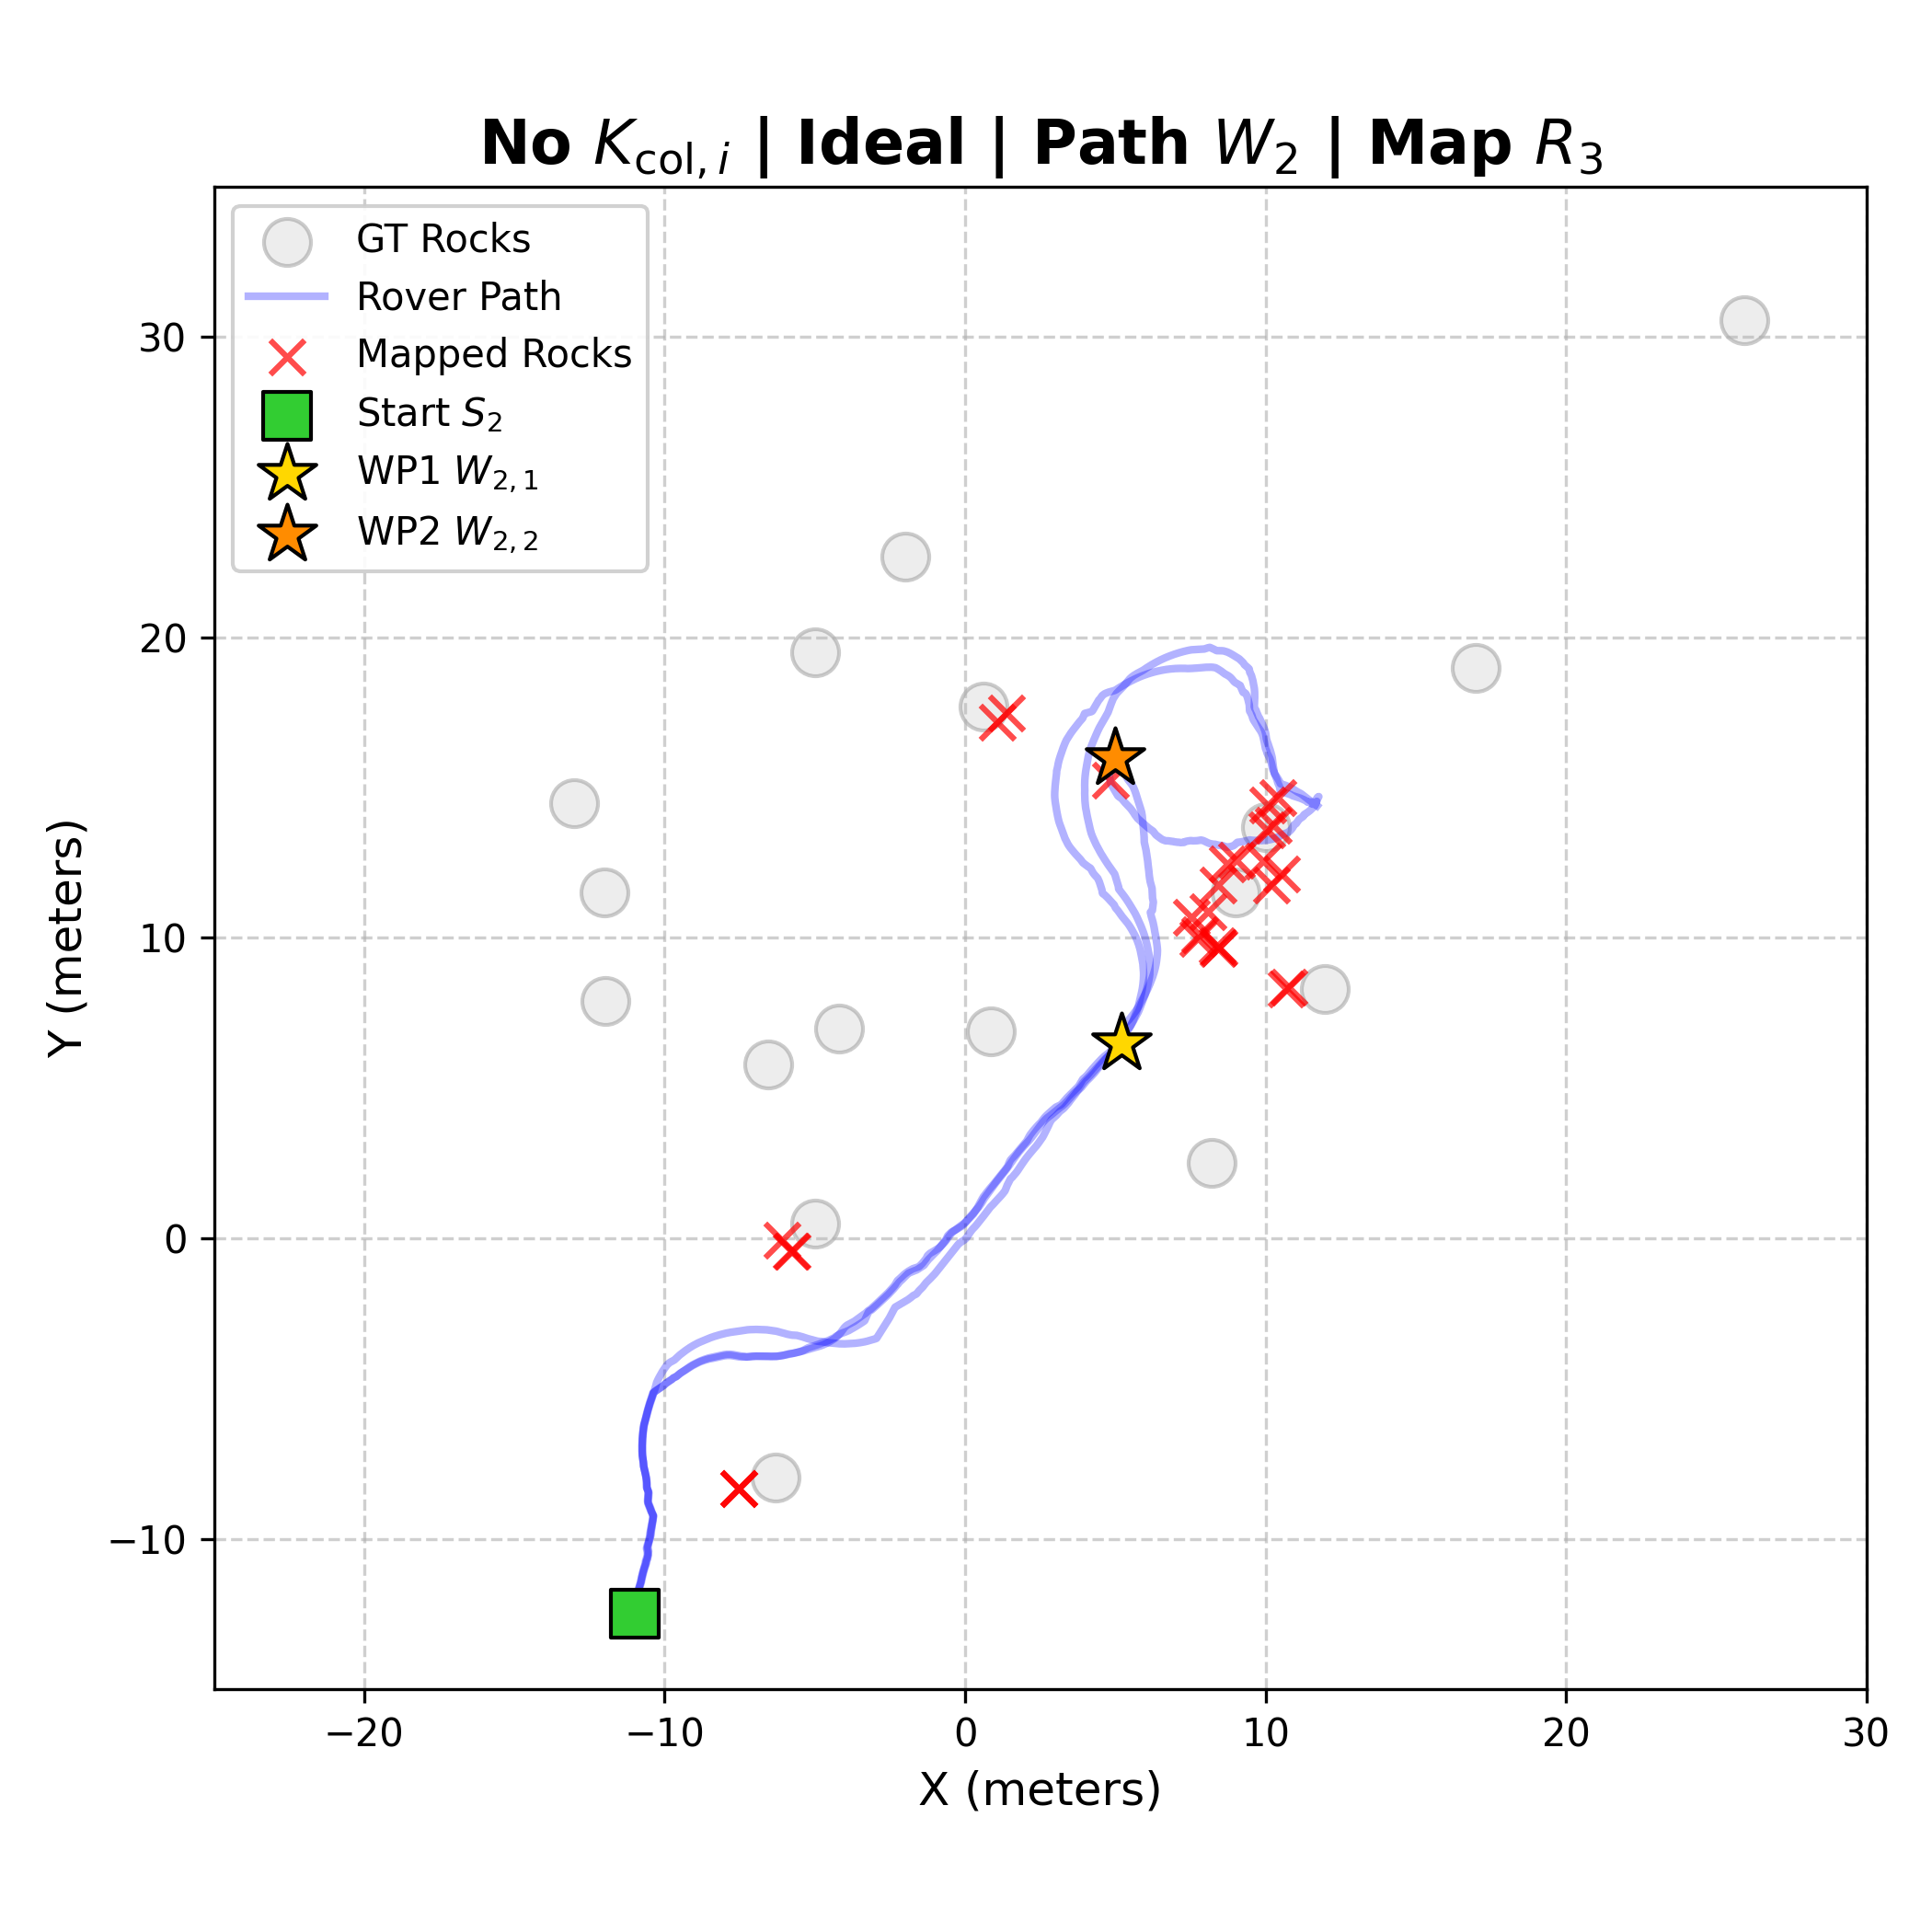 No K_col,i | Ideal | Path W_2 | Map R_3
GT Rocks
Rover Path
Mapped Rocks
Start S_2
WP1 W_2,1
WP2 W_2,2
30
20
10
0
−10
Y (meters)
−20
−10
0
10
20
30
X (meters)